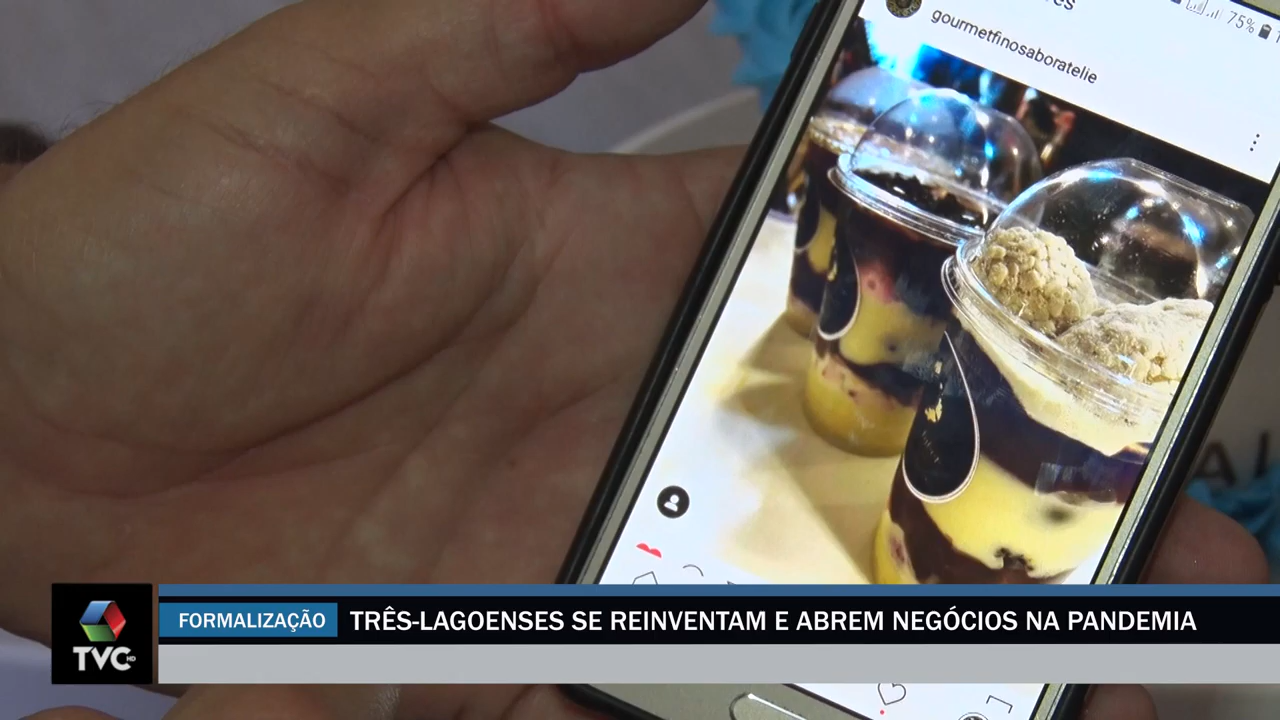 75%
gourmetfinosaboratelie
FORMALIZAÇÃO
TRÊS-LAGOENSES SE REINVENTAM E ABREM NEGÓCIOS NA PANDEMIA
TVC HD